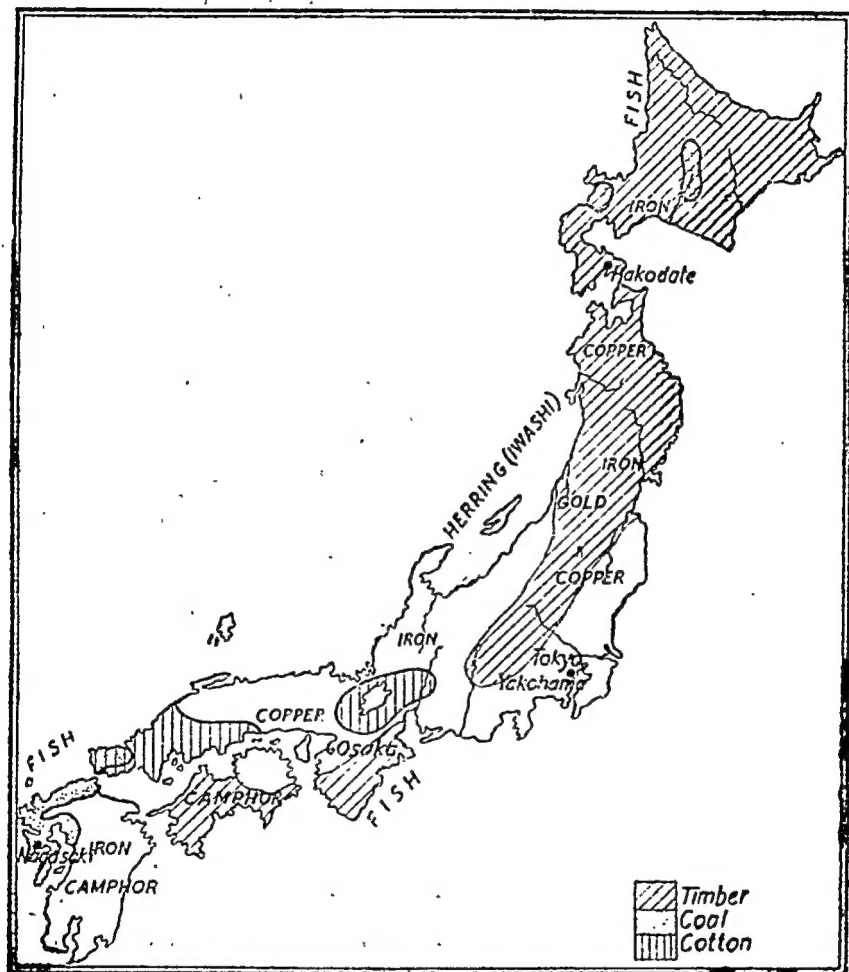 FISH
IRON
Hakodate
COPPER
HERRING (IWASHI)
IRON
GOLD
COPPER
IRON
Tokyo
Yokohama
COPPER
Osaka
FISH
CAMPHOR
FISH
Nagasaki
IRON
CAMPHOR
Timber
Coal
Cotton